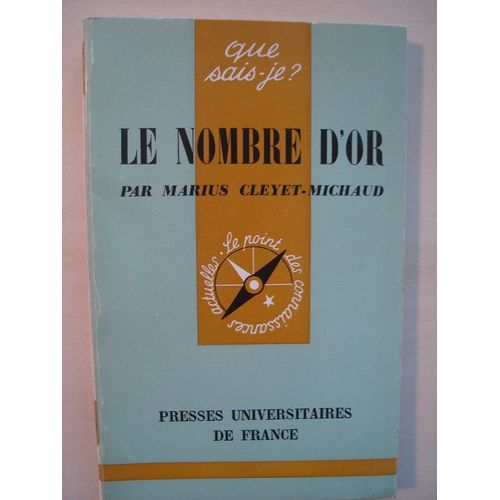 que
sais-je?
LE NOMBRE D'OR
PAR MARIUS CLEYET-MICHAUD
Le point des connaissances actuelles.
PRESSES UNIVERSITAIRES
DE FRANCE